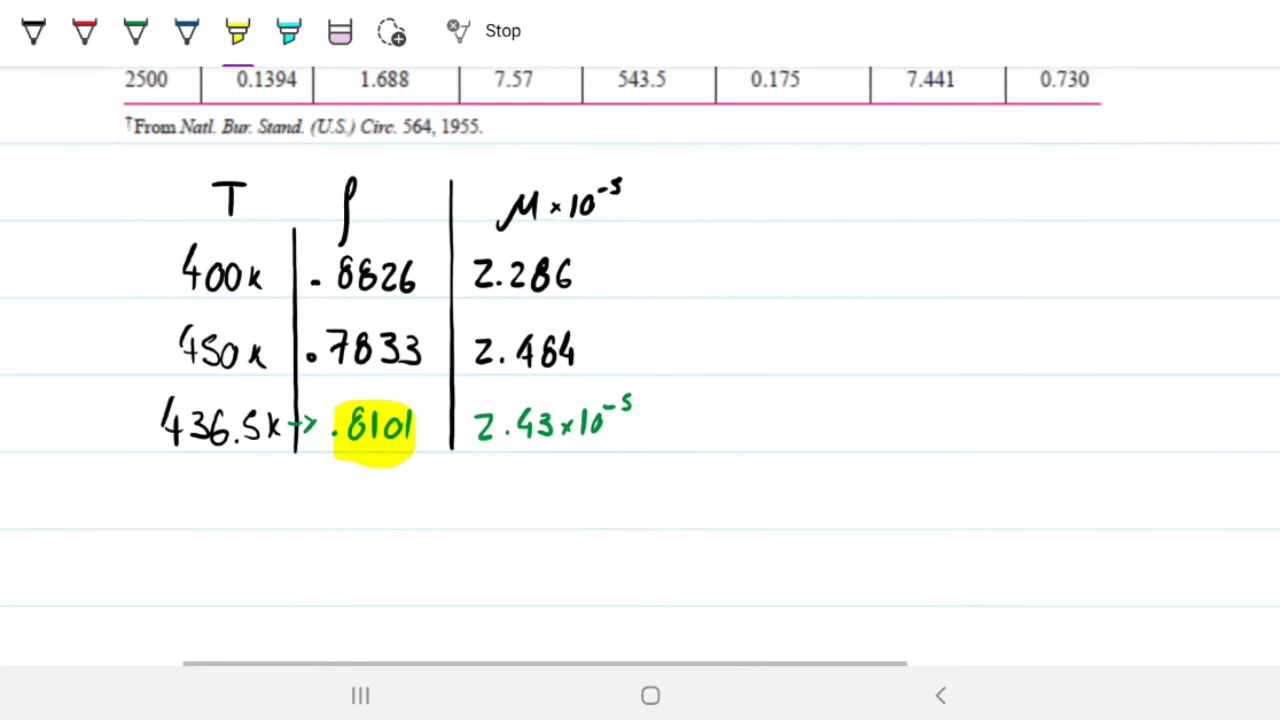 Stop
2500 0.1394 1.688 7.57 543.5 0.175 7.441 0.730
†From Natl. Bur. Stand. (U.S.) Circ. 564, 1955.
T ρ μ × 10⁻⁵
400K .8826 2.286
450K .7833 2.484
436.5K → .8101 2.43 × 10⁻⁵